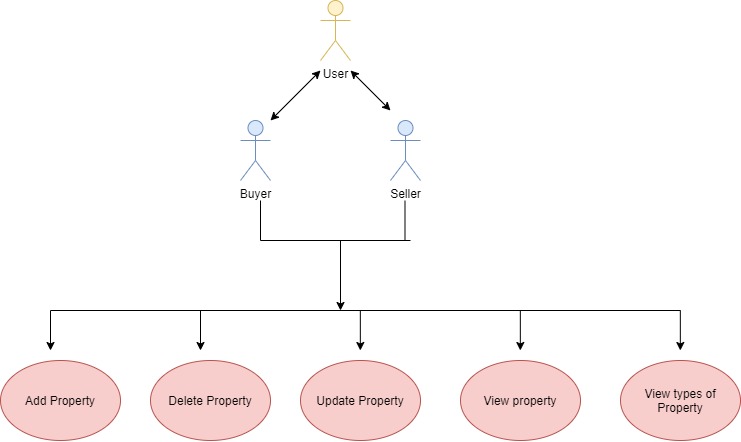 User
Buyer
Seller
Add Property
Delete Property
Update Property
View property
View types of
Property